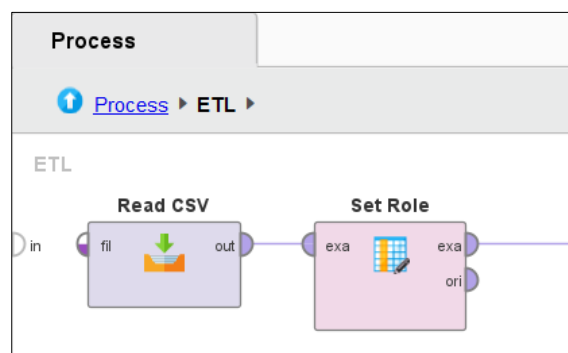 Process
Process ETL
ETL
Read CSV Set Role
in fil out exa exa
ori